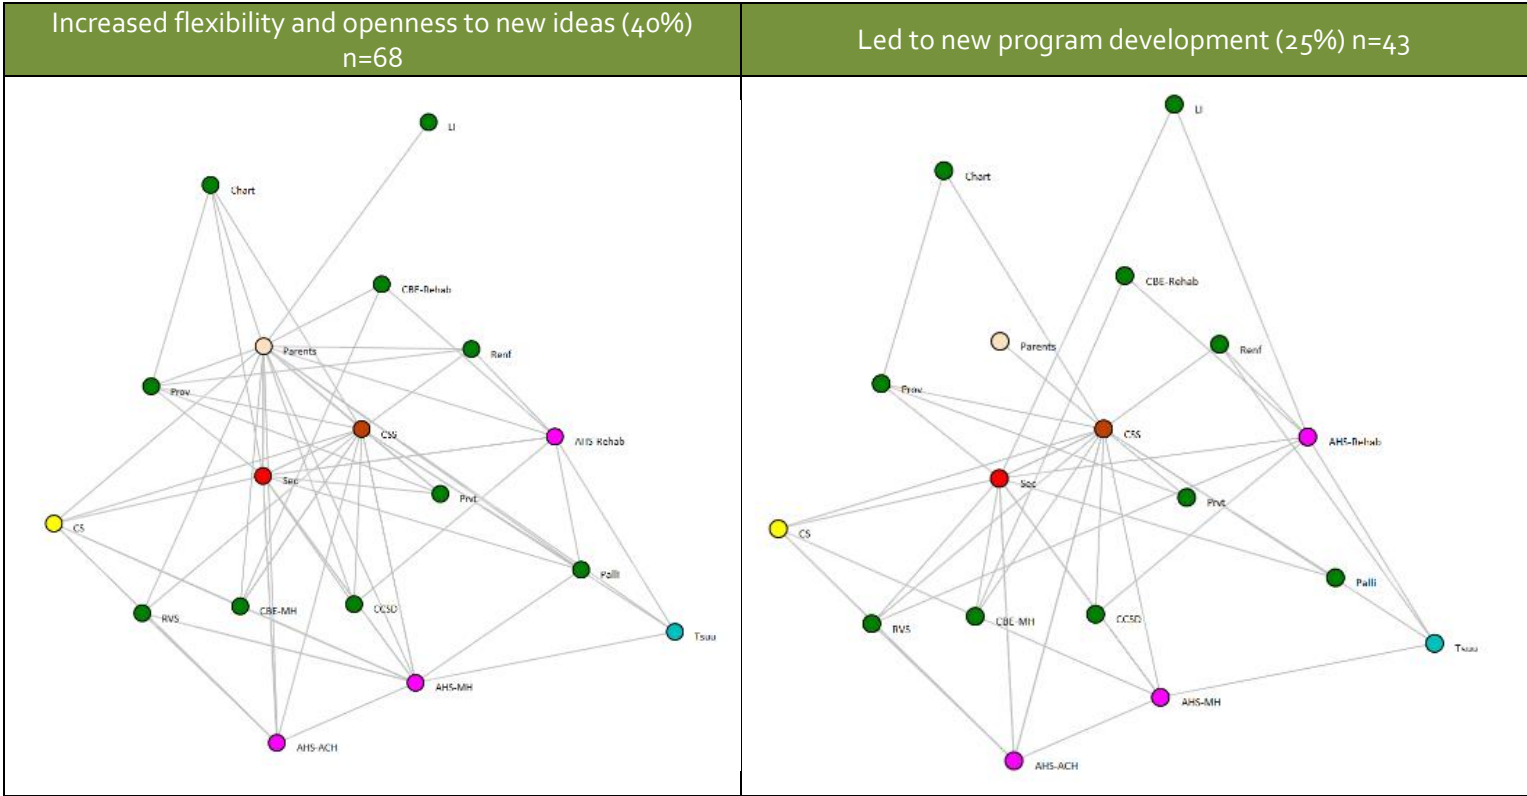 Increased flexibility and openness to new ideas (40%)
n=68
Led to new program development (25%) n=43
LI
Chart
CBE-Rehab
Parents
Renf
Prov
CSS
AHS-Rehab
Sec
Prvt
CS
Palli
RVS
CBE-MH
CCSD
Tsuu
AHS-MH
AHS-ACH
LI
Chart
CBE-Rehab
Parents
Renf
Prov
CSS
AHS-Rehab
Sec
Prvt
CS
Palli
RVS
CBE-MH
CCSD
Tsuu
AHS-MH
AHS-ACH